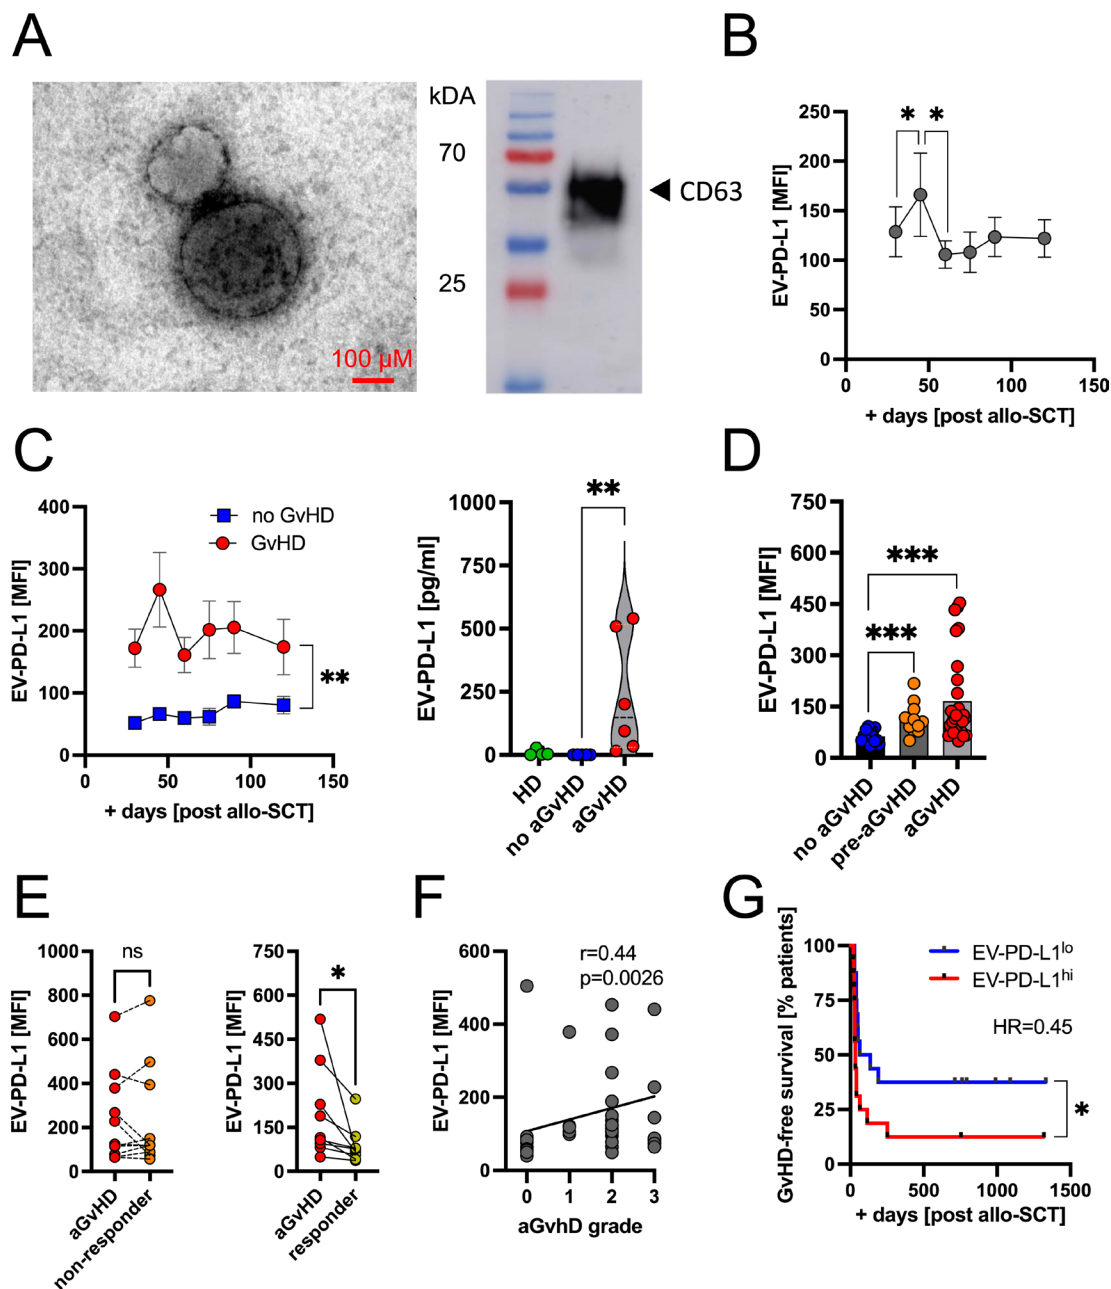 A
kDA
70
25
CD63
100 µM
B
EV-PD-L1 [MFI]
250
200
150
100
50
0
* *
0 50 100 150
+ days [post allo-SCT]
C
EV-PD-L1 [MFI]
400
300
200
100
0
no GvHD
GvHD
**
0 50 100 150
+ days [post allo-SCT]
EV-PD-L1 [pg/ml]
1000
750
500
250
0
**
HD
no aGvHD
aGvHD
D
EV-PD-L1 [MFI]
750
600
450
300
150
0
***
***
no aGvHD
pre-aGvHD
aGvHD
E
EV-PD-L1 [MFI]
1000
800
600
400
200
0
ns
aGvHD
non-responder
EV-PD-L1 [MFI]
750
600
450
300
150
0
*
aGvHD
responder
F
EV-PD-L1 [MFI]
600
400
200
0
r=0.44
p=0.0026
0 1 2 3
aGvhD grade
G
GvHD-free survival [% patients]
100
75
50
25
0
EV-PD-L1lo
EV-PD-L1hi
HR=0.45
*
0 500 1000 1500
+ days [post allo-SCT]